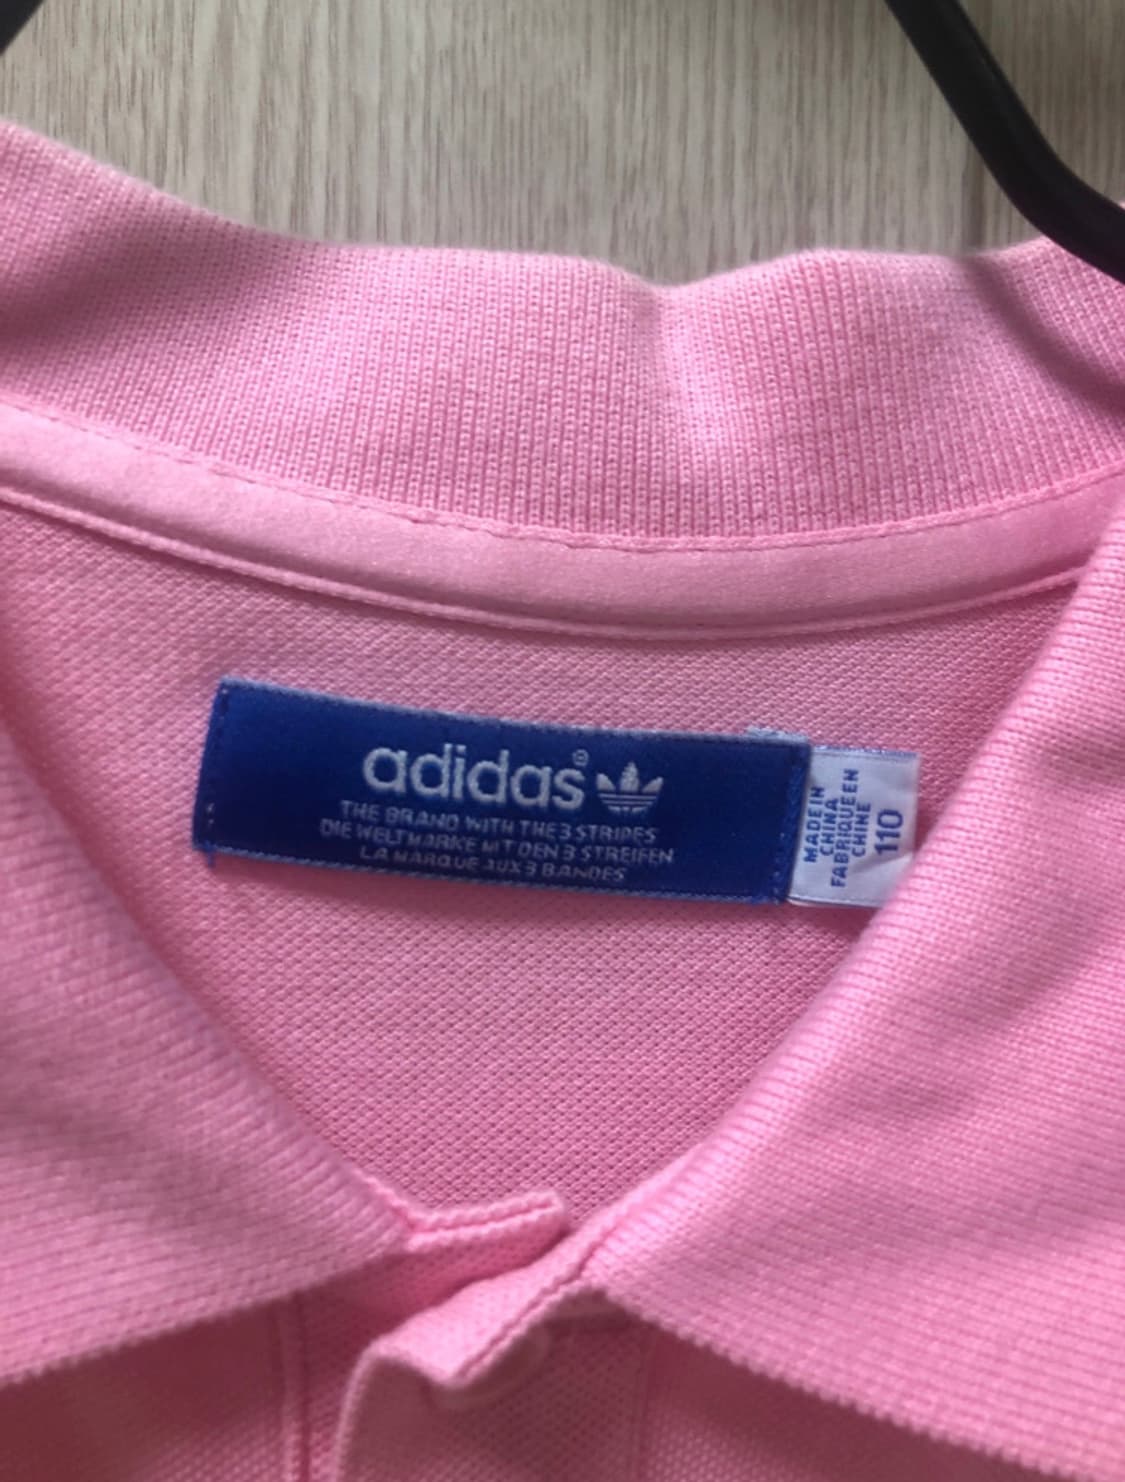 adidas®
THE BRAND WITH THE 3 STRIPES
DIE WELTMARKE MIT DEN 3 STREIFEN
LA MARQUE AUX 3 BANDES
MADE IN
CHINA
FABRIQUE EN
CHINE
110